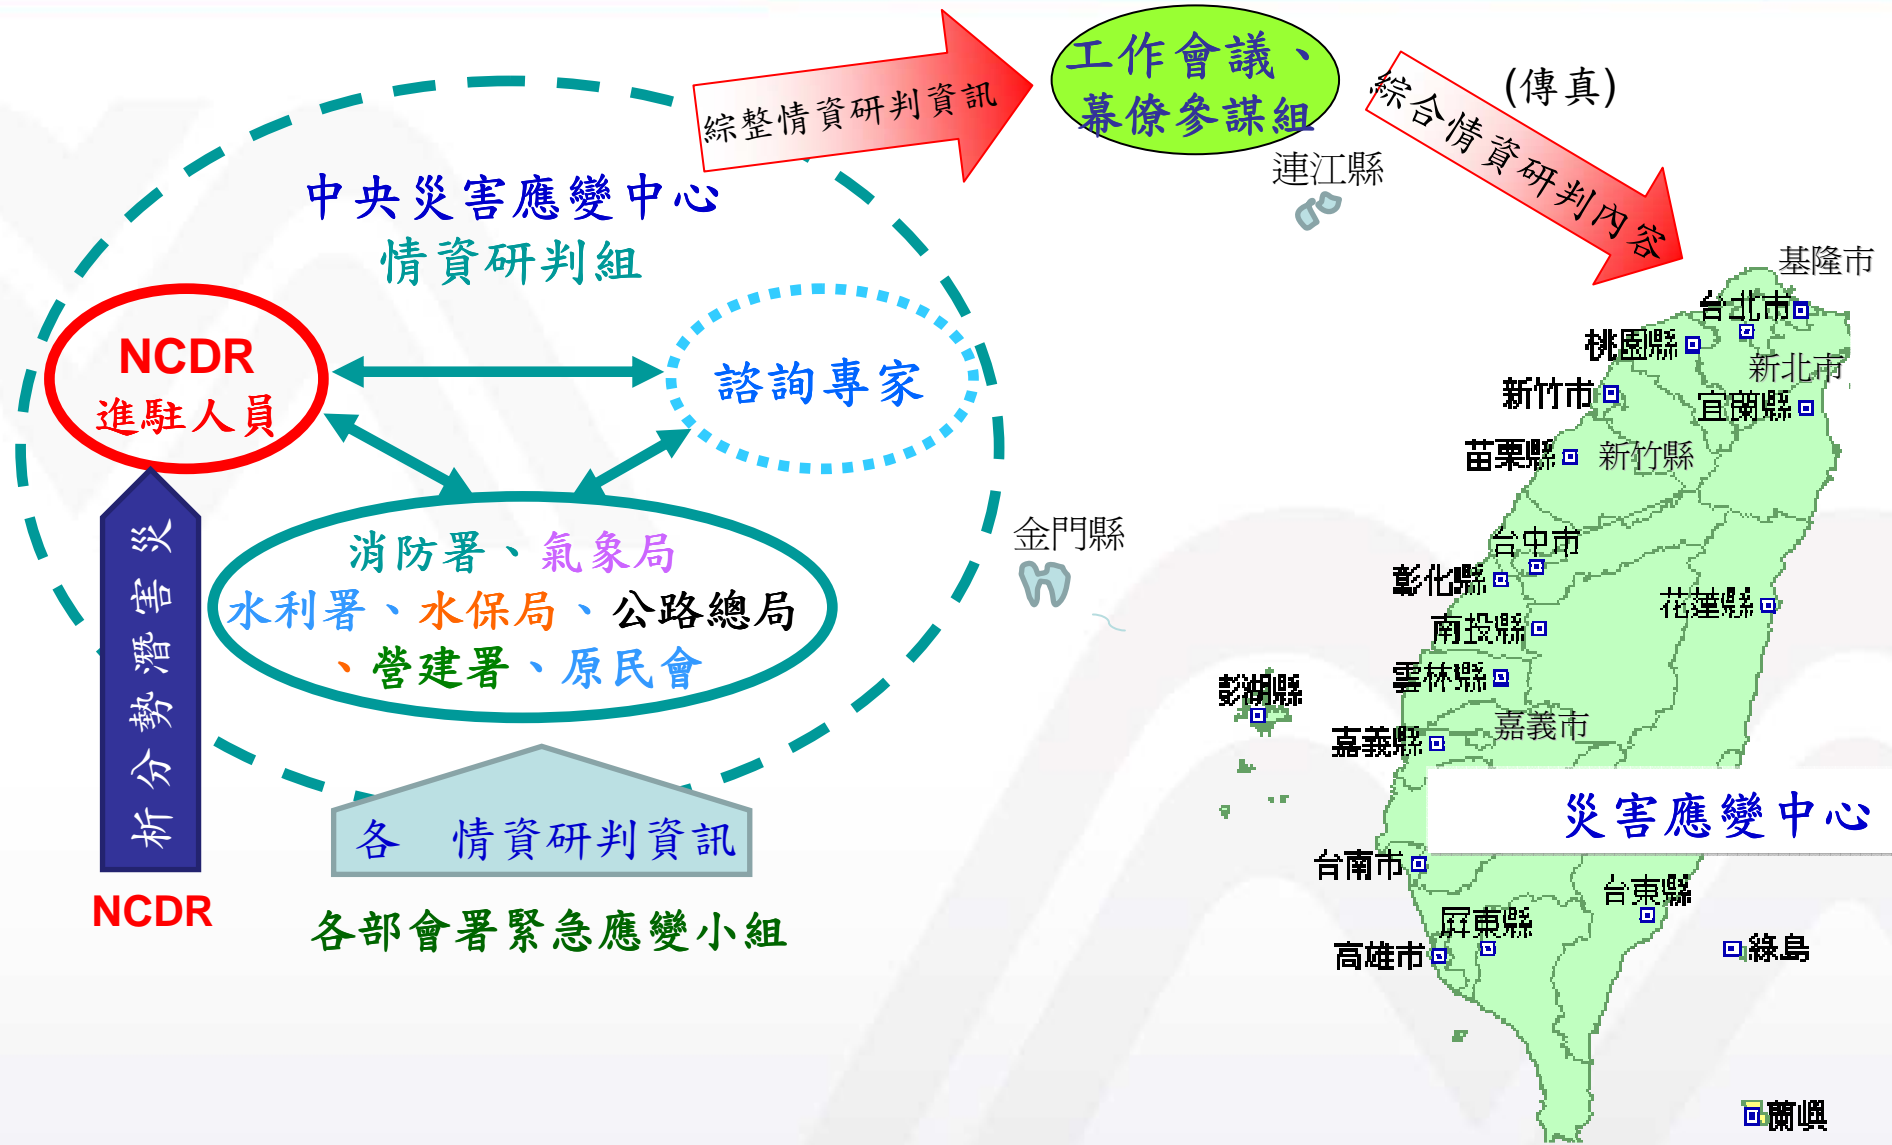 綜整情資研判資訊
工作會議、
幕僚參謀組
綜合情資研判內容
(傳真)
中央災害應變中心
情資研判組
NCDR
進駐人員
諮詢專家
消防署、氣象局
水利署、水保局、公路總局
、營建署、原民會
災害潛勢分析
NCDR
各 情資研判資訊
各部會署緊急應變小組
連江縣
金門縣
基隆市
台北市
桃園縣
新北市
新竹市
宜蘭縣
苗栗縣
新竹縣
台中市
彰化縣
花蓮縣
南投縣
雲林縣
澎湖縣
嘉義市
嘉義縣
災害應變中心
台南市
台東縣
屏東縣
高雄市
綠島
蘭嶼